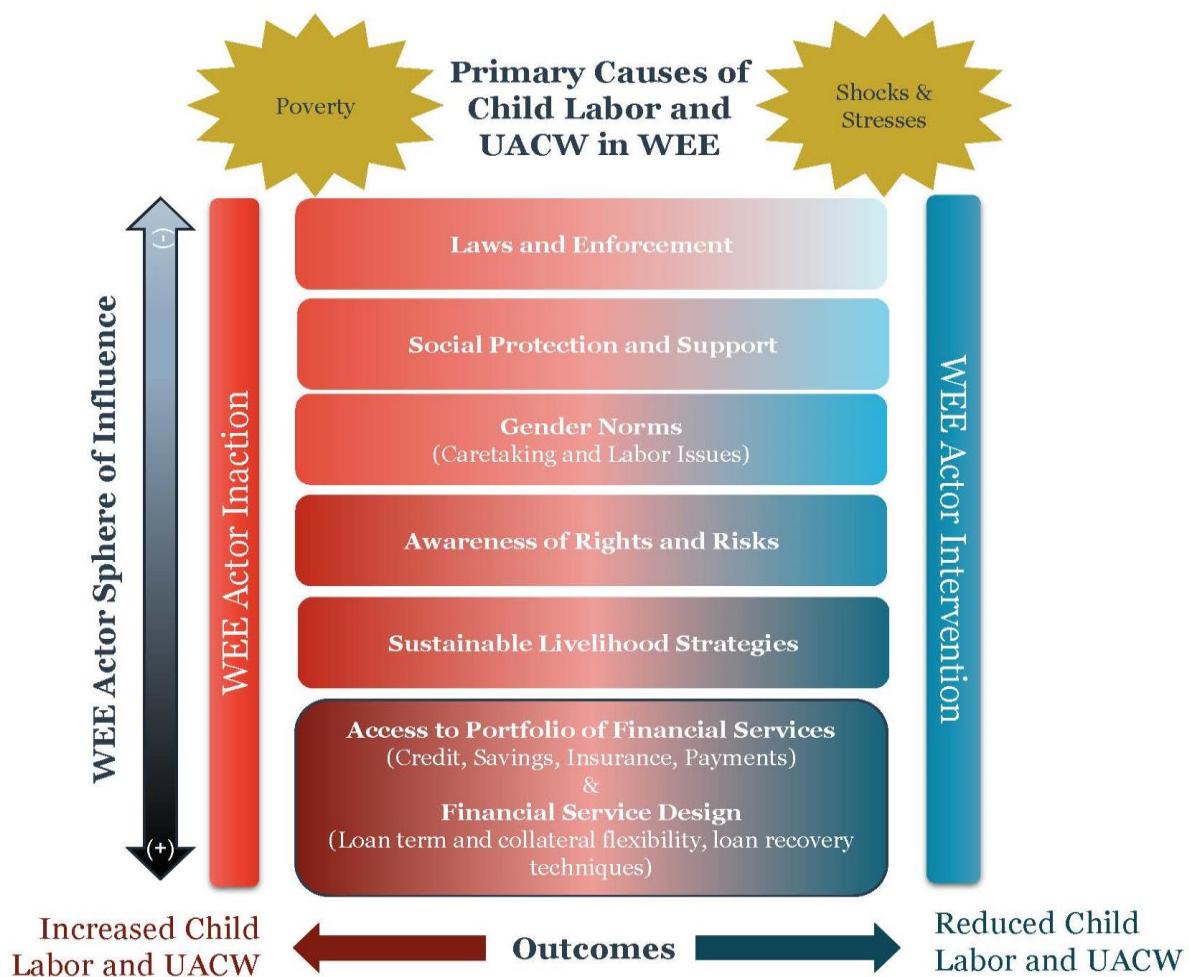 Poverty
Primary Causes of
Child Labor and
UACW in WEE
Shocks &
Stresses
WEE Actor Sphere of Influence
(-)
(+)
WEE Actor Inaction
Laws and Enforcement
Social Protection and Support
Gender Norms
(Caretaking and Labor Issues)
Awareness of Rights and Risks
Sustainable Livelihood Strategies
Access to Portfolio of Financial Services
(Credit, Savings, Insurance, Payments)
&
Financial Service Design
(Loan term and collateral flexibility, loan recovery
techniques)
WEE Actor Intervention
Increased Child
Labor and UACW
Outcomes
Reduced Child
Labor and UACW